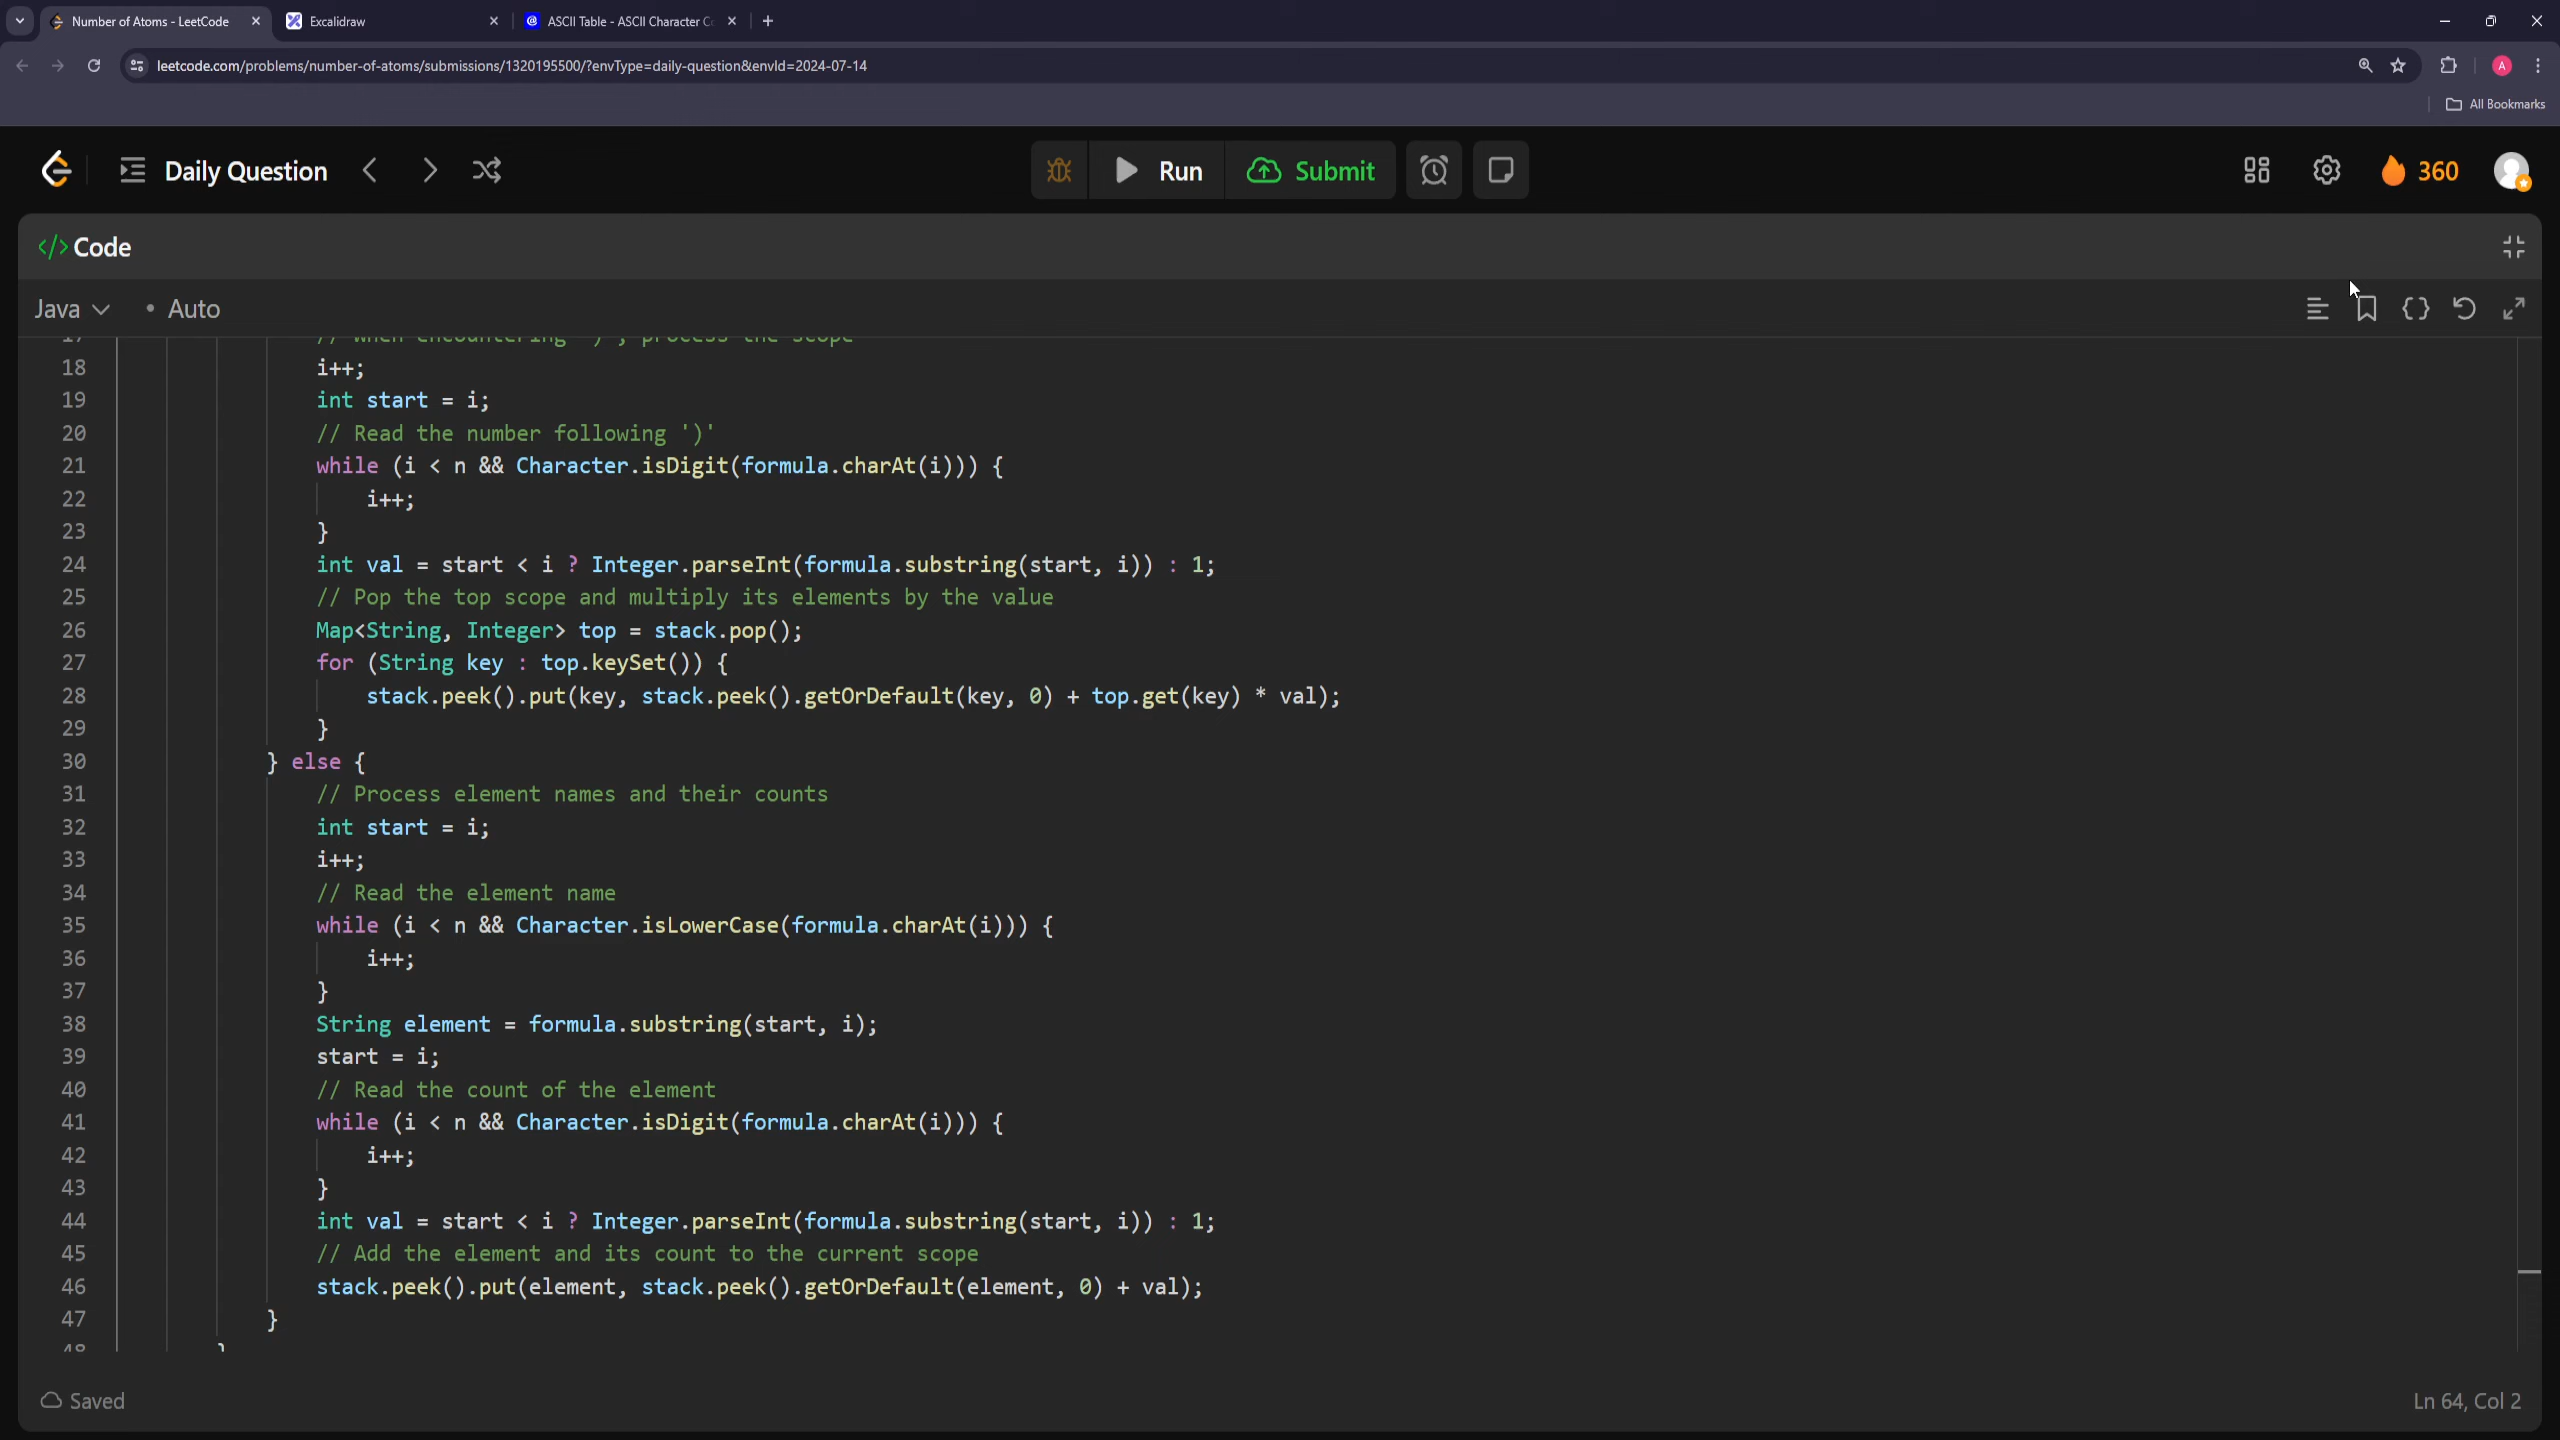 Number of Atoms - LeetCode
Excalidraw
ASCII Table - ASCII Character C
leetcode.com/problems/number-of-atoms/submissions/1320195500/?envType=daily-question&envId=2024-07-14
A
All Bookmarks
Daily Question
Run
Submit
360
</> Code
Java • Auto
17 // When encountering ')', process the scope
18 i++;
19 int start = i;
20 // Read the number following ')'
21 while (i < n && Character.isDigit(formula.charAt(i))) {
22 i++;
23 }
24 int val = start < i ? Integer.parseInt(formula.substring(start, i)) : 1;
25 // Pop the top scope and multiply its elements by the value
26 Map<String, Integer> top = stack.pop();
27 for (String key : top.keySet()) {
28 stack.peek().put(key, stack.peek().getOrDefault(key, 0) + top.get(key) * val);
29 }
30 } else {
31 // Process element names and their counts
32 int start = i;
33 i++;
34 // Read the element name
35 while (i < n && Character.isLowerCase(formula.charAt(i))) {
36 i++;
37 }
38 String element = formula.substring(start, i);
39 start = i;
40 // Read the count of the element
41 while (i < n && Character.isDigit(formula.charAt(i))) {
42 i++;
43 }
44 int val = start < i ? Integer.parseInt(formula.substring(start, i)) : 1;
45 // Add the element and its count to the current scope
46 stack.peek().put(element, stack.peek().getOrDefault(element, 0) + val);
47 }
48 }
Saved
Ln 64, Col 2